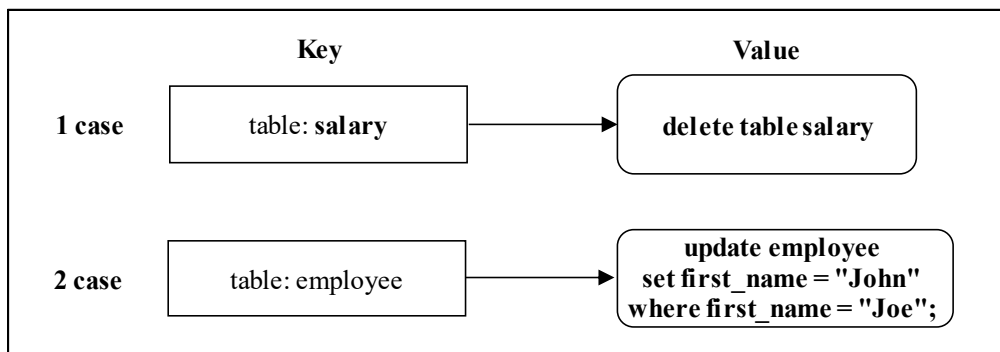 Key Value
1 case table: salary delete table salary
2 case table: employee update employee
set first_name = "John"
where first_name = "Joe";